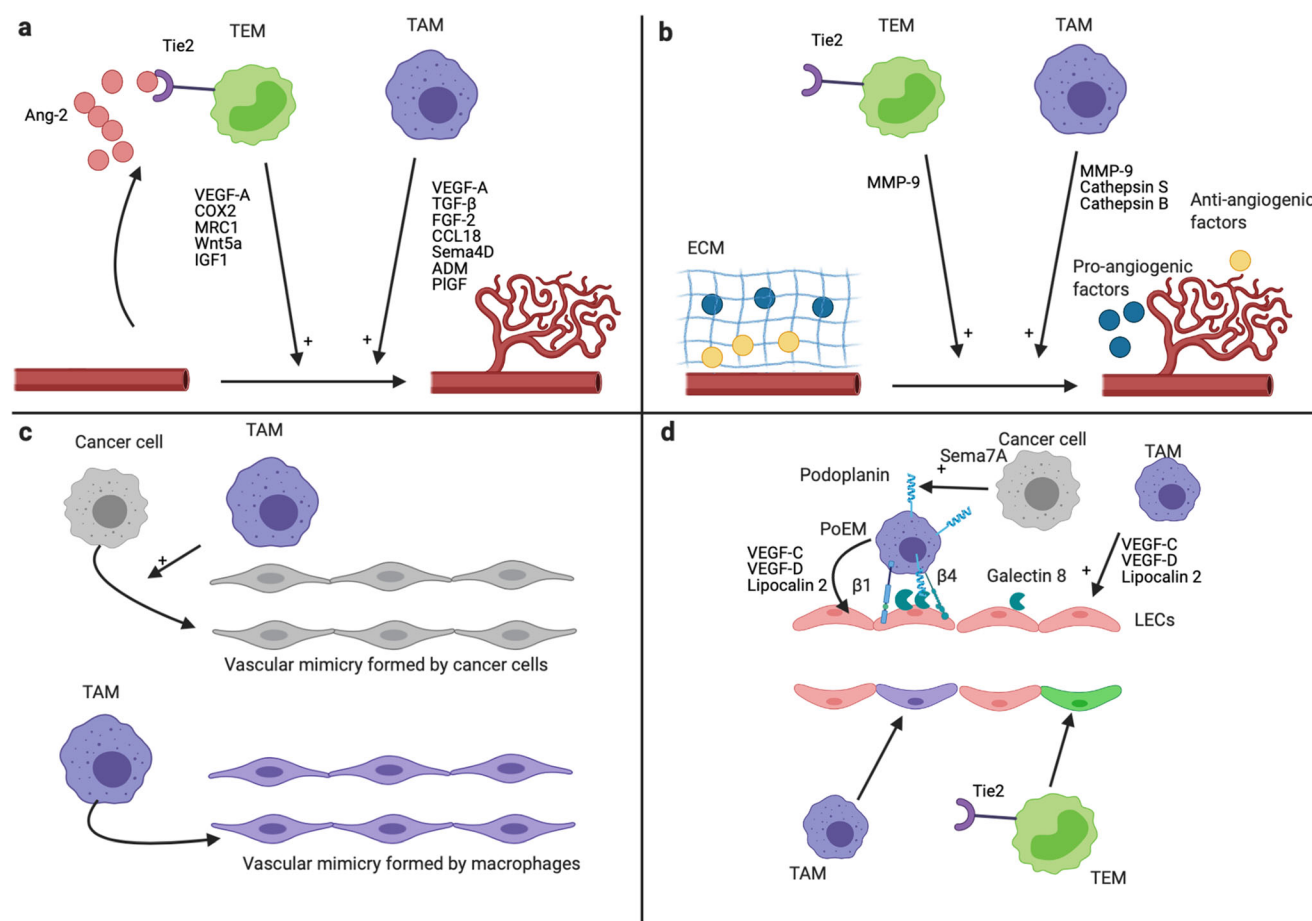 a
TEM
TAM
Tie2
Ang-2
VEGF-A
COX2
MRC1
Wnt5a
IGF1
+
VEGF-A
TGF-β
FGF-2
CCL18
Sema4D
ADM
PlGF
+
b
TEM
TAM
Tie2
MMP-9
MMP-9
Cathepsin S
Cathepsin B
Anti-angiogenic
factors
ECM
Pro-angiogenic
factors
+
+
c
Cancer cell
TAM
+
Vascular mimicry formed by cancer cells
TAM
Vascular mimicry formed by macrophages
d
Cancer cell
Sema7A
+
TAM
Podoplanin
PoEM
VEGF-C
VEGF-D
Lipocalin 2
β1
β4
Galectin 8
+
VEGF-C
VEGF-D
Lipocalin 2
LECs
Tie2
TAM
TEM